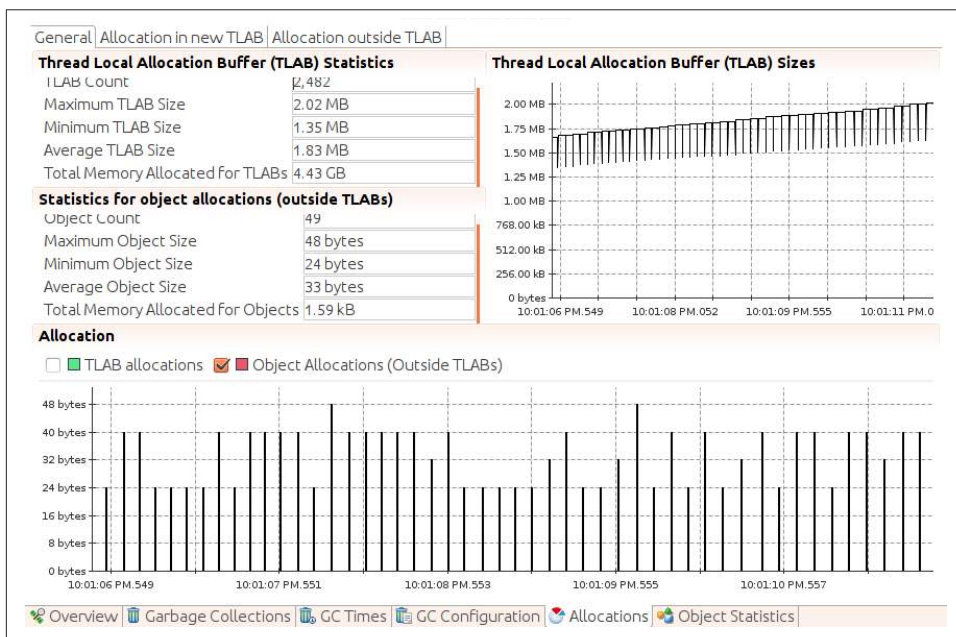 General Allocation in new TLAB Allocation outside TLAB
Thread Local Allocation Buffer (TLAB) Statistics
TLAB Count 2,482
Maximum TLAB Size 2.02 MB
Minimum TLAB Size 1.35 MB
Average TLAB Size 1.83 MB
Total Memory Allocated for TLABs 4.43 GB
Statistics for object allocations (outside TLABs)
Object Count 49
Maximum Object Size 48 bytes
Minimum Object Size 24 bytes
Average Object Size 33 bytes
Total Memory Allocated for Objects 1.59 kB
Thread Local Allocation Buffer (TLAB) Sizes
2.00 MB
1.75 MB
1.50 MB
1.25 MB
1.00 MB
768.00 kB
512.00 kB
256.00 kB
0 bytes
10:01:06 PM.549 10:01:08 PM.052 10:01:09 PM.555 10:01:11 PM.0
Allocation
TLAB allocations Object Allocations (Outside TLABs)
48 bytes
40 bytes
32 bytes
24 bytes
16 bytes
8 bytes
0 bytes
10:01:06 PM.549 10:01:07 PM.551 10:01:08 PM.553 10:01:09 PM.555 10:01:10 PM.557
Overview Garbage Collections GC Times GC Configuration Allocations Object Statistics